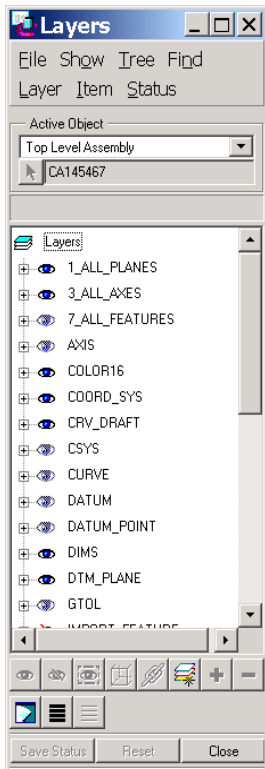 Layers
File Show Tree Find
Layer Item Status
Active Object
Top Level Assembly
CA145467
Layers
1_ALL_PLANES
3_ALL_AXES
7_ALL_FEATURES
AXIS
COLOR16
COORD_SYS
CRV_DRAFT
CSYS
CURVE
DATUM
DATUM_POINT
DIMS
DTM_PLANE
GTOL
IMPORT_FEATURE
Save Status Reset Close